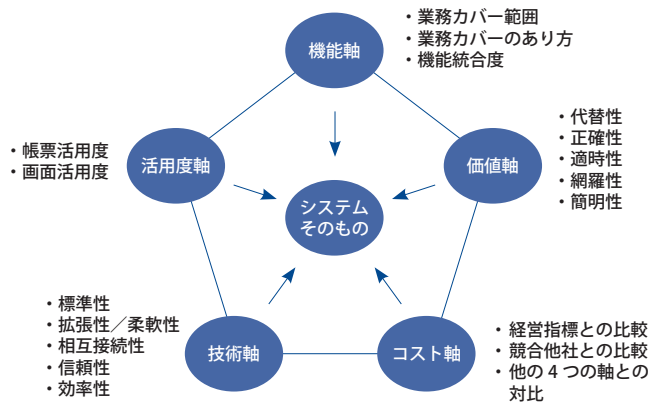 機能軸
・業務カバー範囲
・業務カバーのあり方
・機能統合度
・帳票活用度
・画面活用度
活用度軸
価値軸
・代替性
・正確性
・適時性
・網羅性
・簡明性
システム
そのもの
・標準性
・拡張性／柔軟性
・相互接続性
・信頼性
・効率性
技術軸
コスト軸
・経営指標との比較
・競合他社との比較
・他の4つの軸との
対比